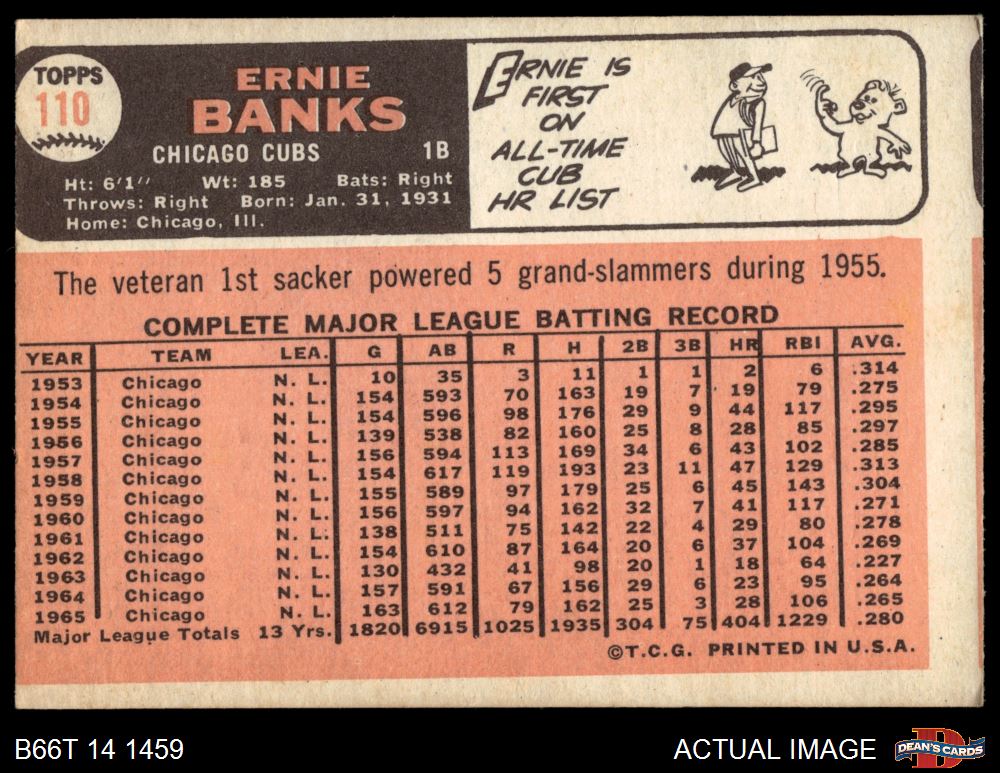 TOPPS
110
ERNIE
BANKS
CHICAGO CUBS 1B
Ht: 6'1" Wt: 185 Bats: Right
Throws: Right Born: Jan. 31, 1931
Home: Chicago, Ill.
ERNIE IS
FIRST
ON
ALL-TIME
CUB
HR LIST
The veteran 1st sacker powered 5 grand-slammers during 1955.
COMPLETE MAJOR LEAGUE BATTING RECORD
YEAR TEAM LEA. G AB R H 2B 3B HR RBI AVG.
1953 Chicago N. L. 10 35 3 11 1 1 2 6 .314
1954 Chicago N. L. 154 593 70 163 19 7 19 79 .275
1955 Chicago N. L. 154 596 98 176 29 9 44 117 .295
1956 Chicago N. L. 139 538 82 160 25 8 28 85 .297
1957 Chicago N. L. 156 594 113 169 34 6 43 102 .285
1958 Chicago N. L. 154 617 119 193 23 11 47 129 .313
1959 Chicago N. L. 155 589 97 179 25 6 45 143 .304
1960 Chicago N. L. 156 597 94 162 32 7 41 117 .271
1961 Chicago N. L. 138 511 75 142 22 4 29 80 .278
1962 Chicago N. L. 154 610 87 164 20 6 37 104 .269
1963 Chicago N. L. 130 432 41 98 20 1 18 64 .227
1964 Chicago N. L. 157 591 67 156 29 6 23 95 .264
1965 Chicago N. L. 163 612 79 162 25 3 28 106 .265
Major League Totals 13 Yrs. 1820 6915 1025 1935 304 75 404 1229 .280
©T.C.G. PRINTED IN U.S.A.
B66T 14 1459 ACTUAL IMAGE
DEAN'S CARDS